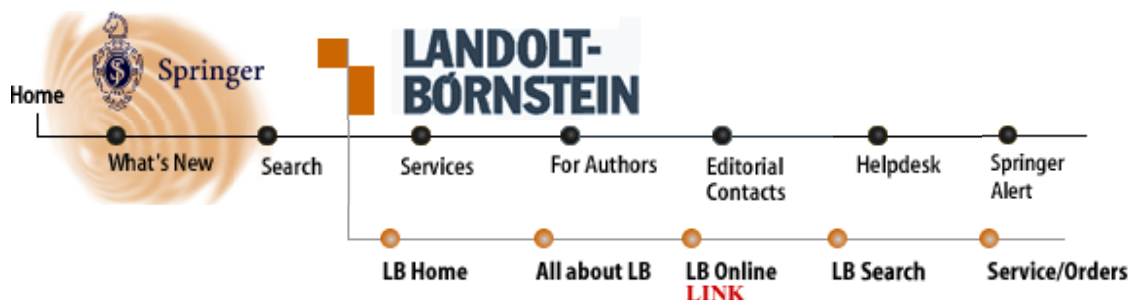 Springer
LANDOLT-
BÓRNSTEIN
Home
What's New
Search
Services
For Authors
Editorial
Contacts
Helpdesk
Springer
Alert
LB Home
All about LB
LB Online
LINK
LB Search
Service/Orders